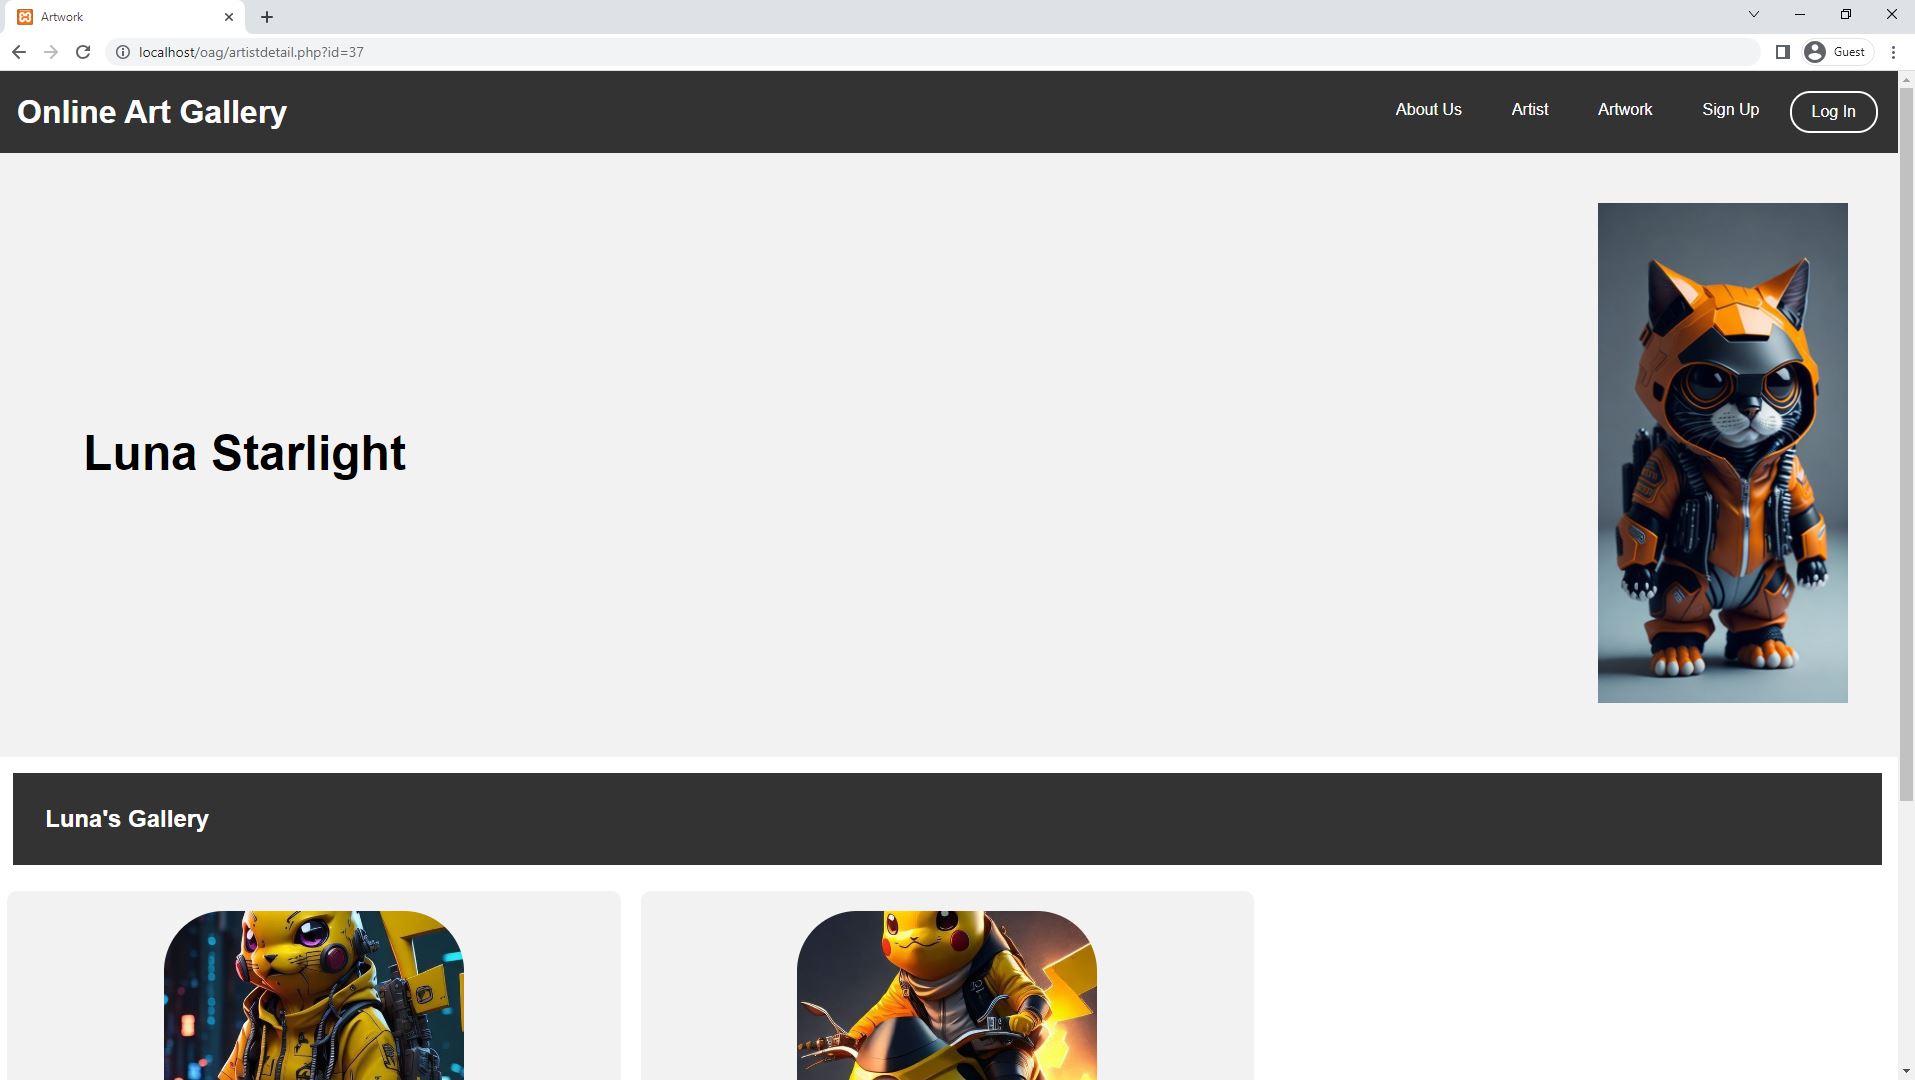 Artwork
localhost/oag/artistdetail.php?id=37
Guest
Online Art Gallery
About Us
Artist
Artwork
Sign Up
Log In
Luna Starlight
Luna's Gallery